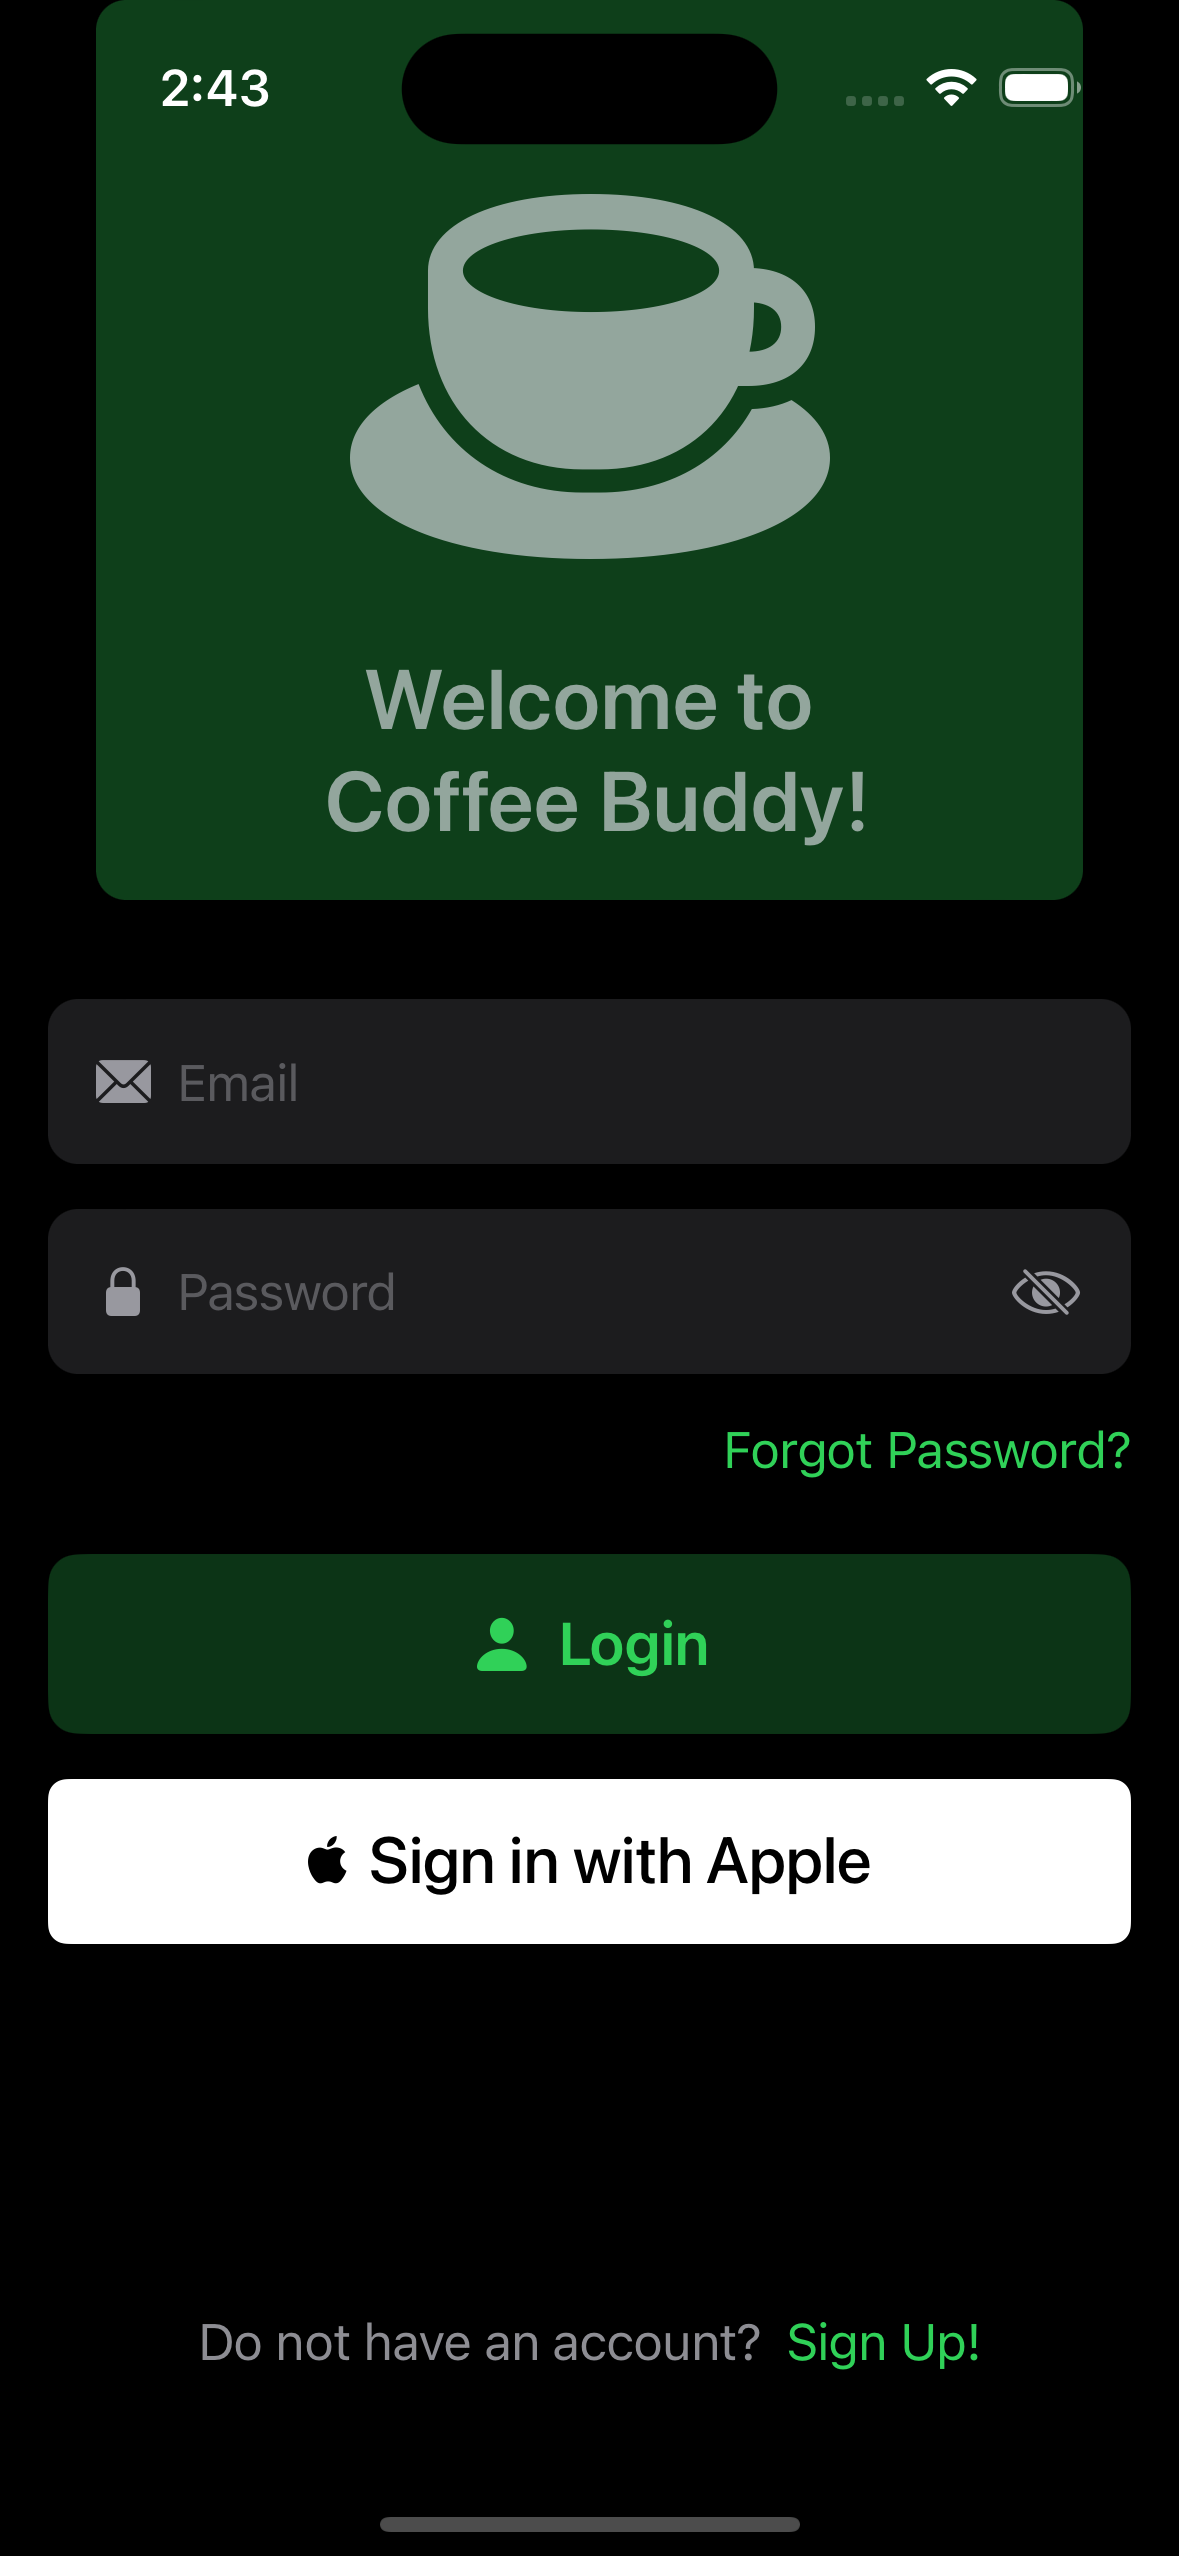 2:43
Welcome to
Coffee Buddy!
Email
Password
Forgot Password?
Login
Sign in with Apple
Do not have an account? Sign Up!